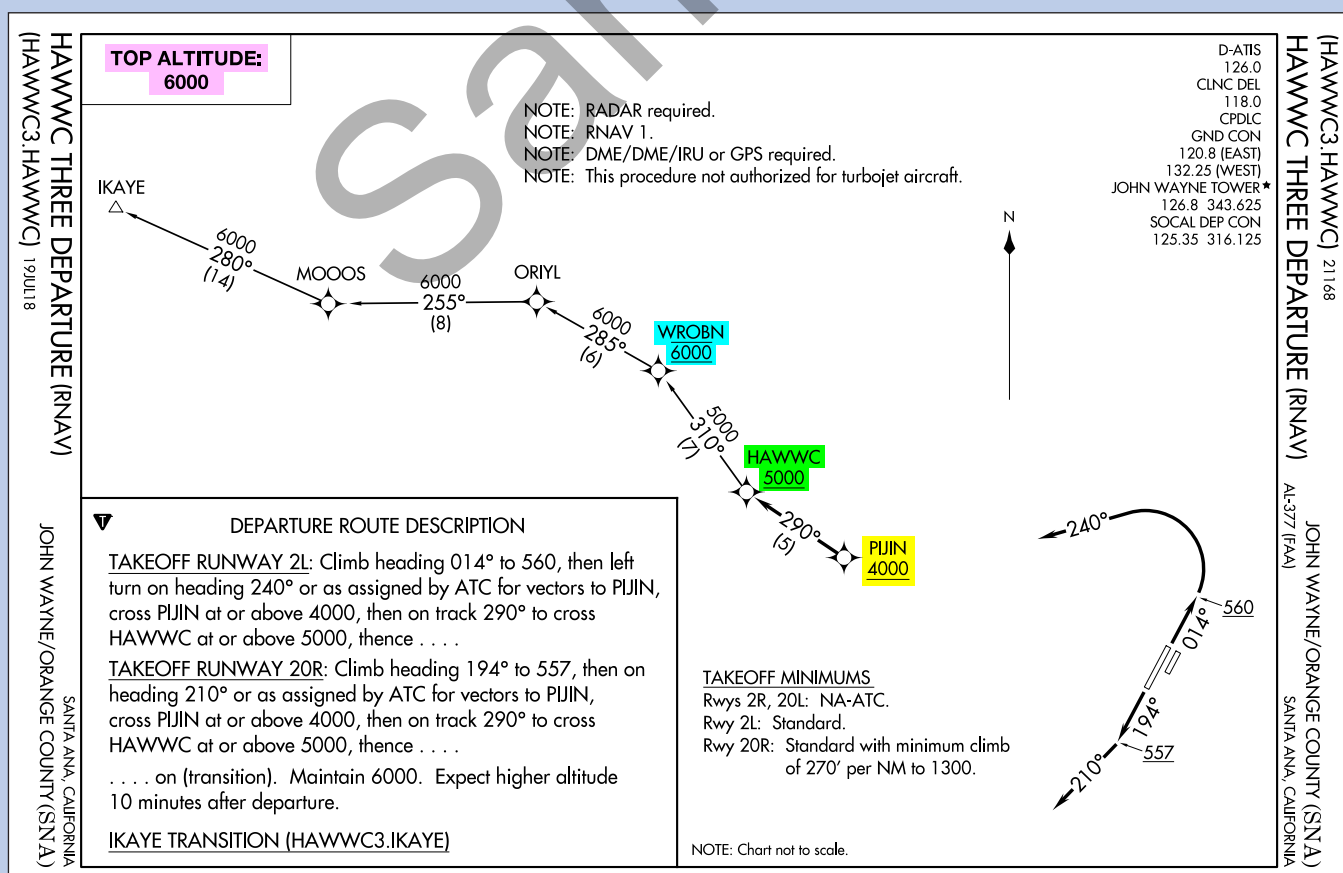 (HAWWC3.HAWWC) 19JUL18
HAWWC THREE DEPARTURE (RNAV)
JOHN WAYNE/ORANGE COUNTY (SNA)
SANTA ANA, CALIFORNIA
(HAWWC3.HAWWC) 21168
HAWWC THREE DEPARTURE (RNAV)
AL-377 (FAA)
JOHN WAYNE/ORANGE COUNTY (SNA)
SANTA ANA, CALIFORNIA
TOP ALTITUDE:
6000
NOTE: RADAR required.
NOTE: RNAV 1.
NOTE: DME/DME/IRU or GPS required.
NOTE: This procedure not authorized for turbojet aircraft.
D-ATIS
126.0
CLNC DEL
118.0
CPDLC
GND CON
120.8 (EAST)
132.25 (WEST)
JOHN WAYNE TOWER★
126.8 343.625
SOCAL DEP CON
125.35 316.125
N
IKAYE
6000
280°
(14)
MOOOS
6000
255°
(8)
ORIYL
6000
285°
(6)
WROBN
6000
5000
310°
(7)
HAWWC
5000
290°
(5)
PIJIN
4000
240°
560
014°
194°
557
210°
T
DEPARTURE ROUTE DESCRIPTION
TAKEOFF RUNWAY 2L: Climb heading 014° to 560, then left
turn on heading 240° or as assigned by ATC for vectors to PIJIN,
cross PIJIN at or above 4000, then on track 290° to cross
HAWWC at or above 5000, thence . . . .
TAKEOFF RUNWAY 20R: Climb heading 194° to 557, then on
heading 210° or as assigned by ATC for vectors to PIJIN,
cross PIJIN at or above 4000, then on track 290° to cross
HAWWC at or above 5000, thence . . . .
. . . . on (transition). Maintain 6000. Expect higher altitude
10 minutes after departure.
IKAYE TRANSITION (HAWWC3.IKAYE)
TAKEOFF MINIMUMS
Rwys 2R, 20L: NA-ATC.
Rwy 2L: Standard.
Rwy 20R: Standard with minimum climb
of 270' per NM to 1300.
NOTE: Chart not to scale.